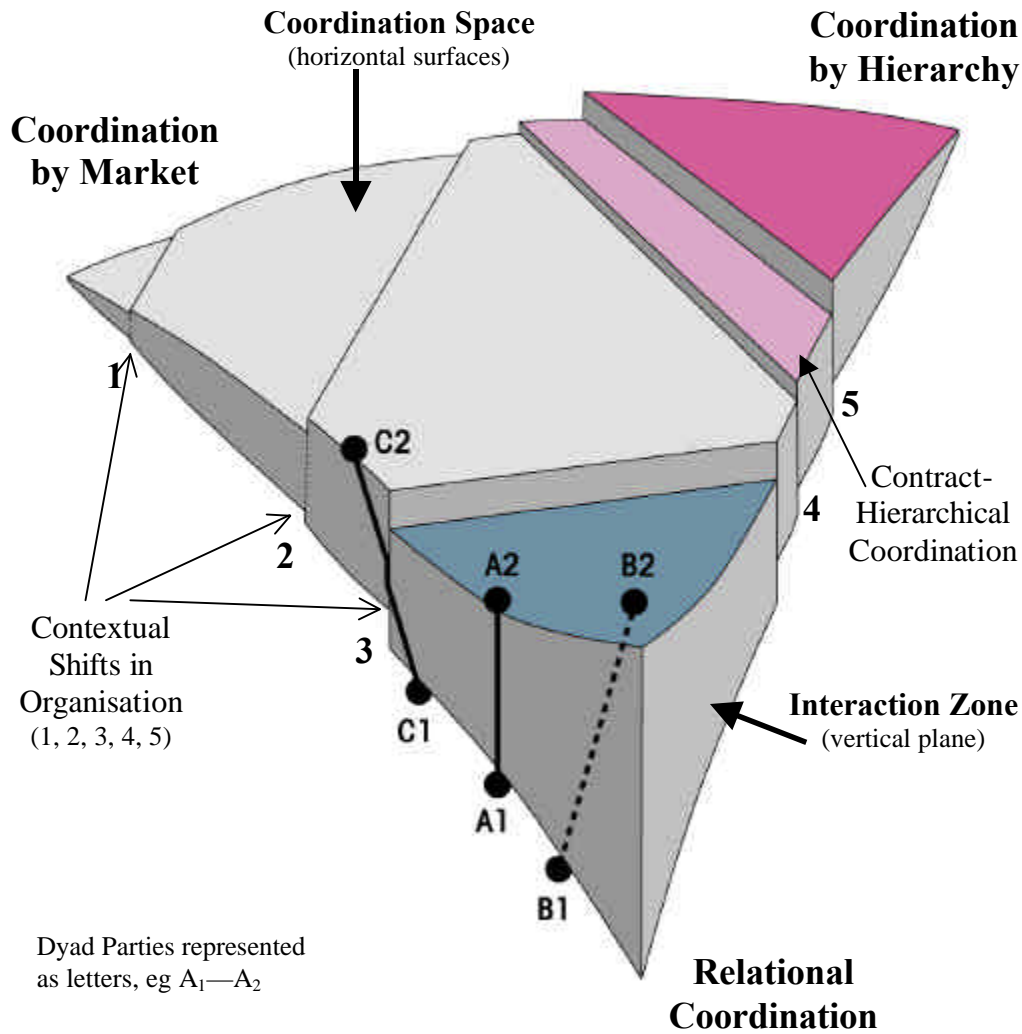 Coordination Space
(horizontal surfaces)
Coordination
by Hierarchy
Coordination
by Market
1
2
3
4
5
C2
A2
B2
C1
A1
B1
Contract-
Hierarchical
Coordination
Contextual
Shifts in
Organisation
(1, 2, 3, 4, 5)
Interaction Zone
(vertical plane)
Dyad Parties represented
as letters, eg A₁—A₂
Relational
Coordination